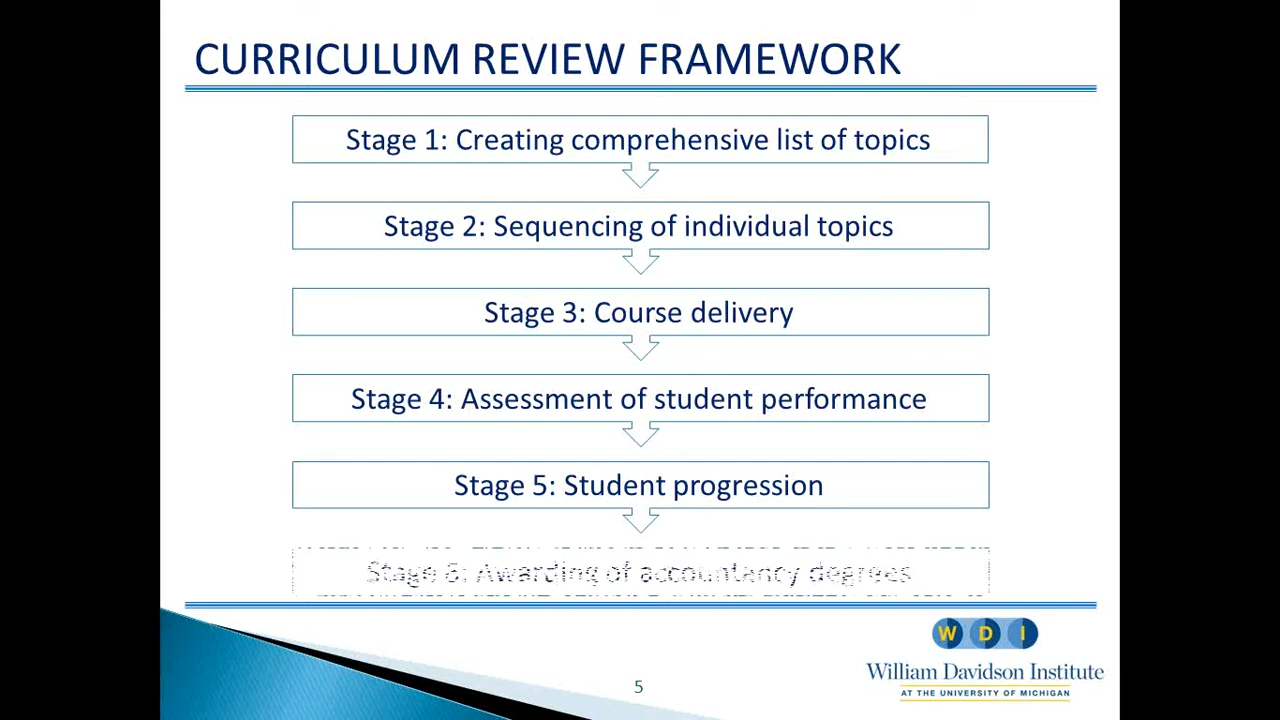 CURRICULUM REVIEW FRAMEWORK
Stage 1: Creating comprehensive list of topics
Stage 2: Sequencing of individual topics
Stage 3: Course delivery
Stage 4: Assessment of student performance
Stage 5: Student progression
Stage 6: Awarding of accountancy degrees
W D I
William Davidson Institute
AT THE UNIVERSITY OF MICHIGAN
5